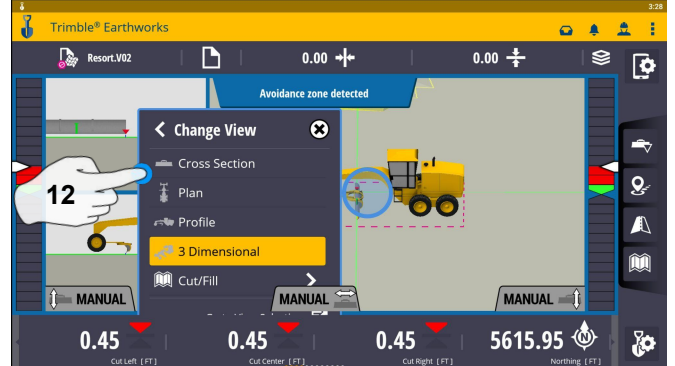 3:28
Trimble® Earthworks
Resort.V02
0.00
0.00
Avoidance zone detected
Change View
Cross Section
Plan
Profile
3 Dimensional
Cut/Fill
12
MANUAL
MANUAL
MANUAL
0.45
0.45
0.45
5615.95
Cut Left [FT]
Cut Center [FT]
Cut Right [FT]
Northing [FT]